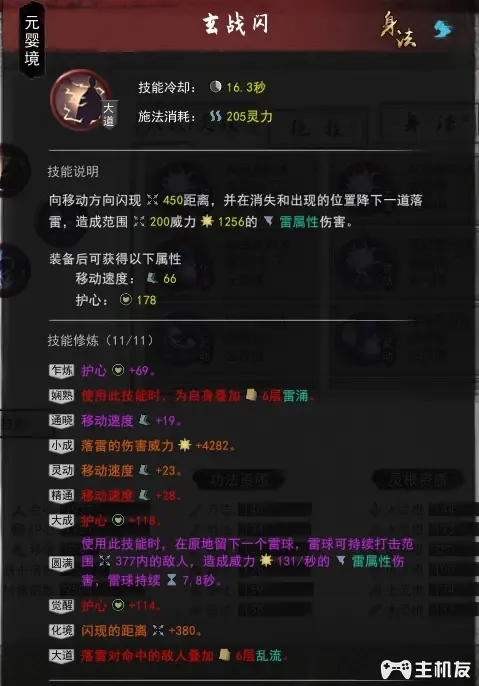 元婴境
玄战闪
身法
大道
技能冷却： 16.3秒
施法消耗： 205灵力
技能说明
向移动方向闪现 450距离，并在消失和出现的位置降下一道落
雷，造成范围 200威力 1256的 雷属性伤害。
装备后可获得以下属性
移动速度： 66
护心： 178
技能修炼（11/11）
乍炼 护心 +69。
娴熟 使用此技能时，为自身叠加 6层雷涌。
通晓 移动速度 +19。
小成 落雷的伤害威力 +4282。
灵动 移动速度 +23。
精通 移动速度 +28。
大成 护心 +118。
使用此技能时，在原地留下一个雷球，雷球可持续打击范
圆满 围 377内的敌人，造成威力 131/秒的 雷属性伤
害，雷球持续 7.8秒。
觉醒 护心 +114。
化境 闪现的距离 +380。
大道 落雷对命中的敌人叠加 6层乱流。
主机友